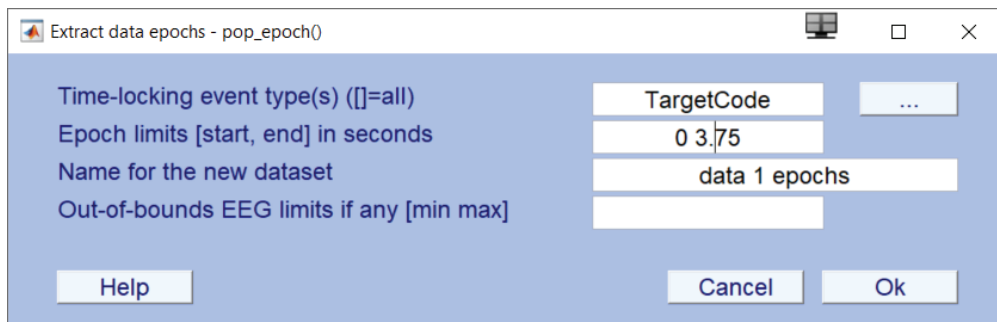 Extract data epochs - pop_epoch()
Time-locking event type(s) ([]=all) TargetCode ...
Epoch limits [start, end] in seconds 0 3.75
Name for the new dataset data 1 epochs
Out-of-bounds EEG limits if any [min max]
Help Cancel Ok